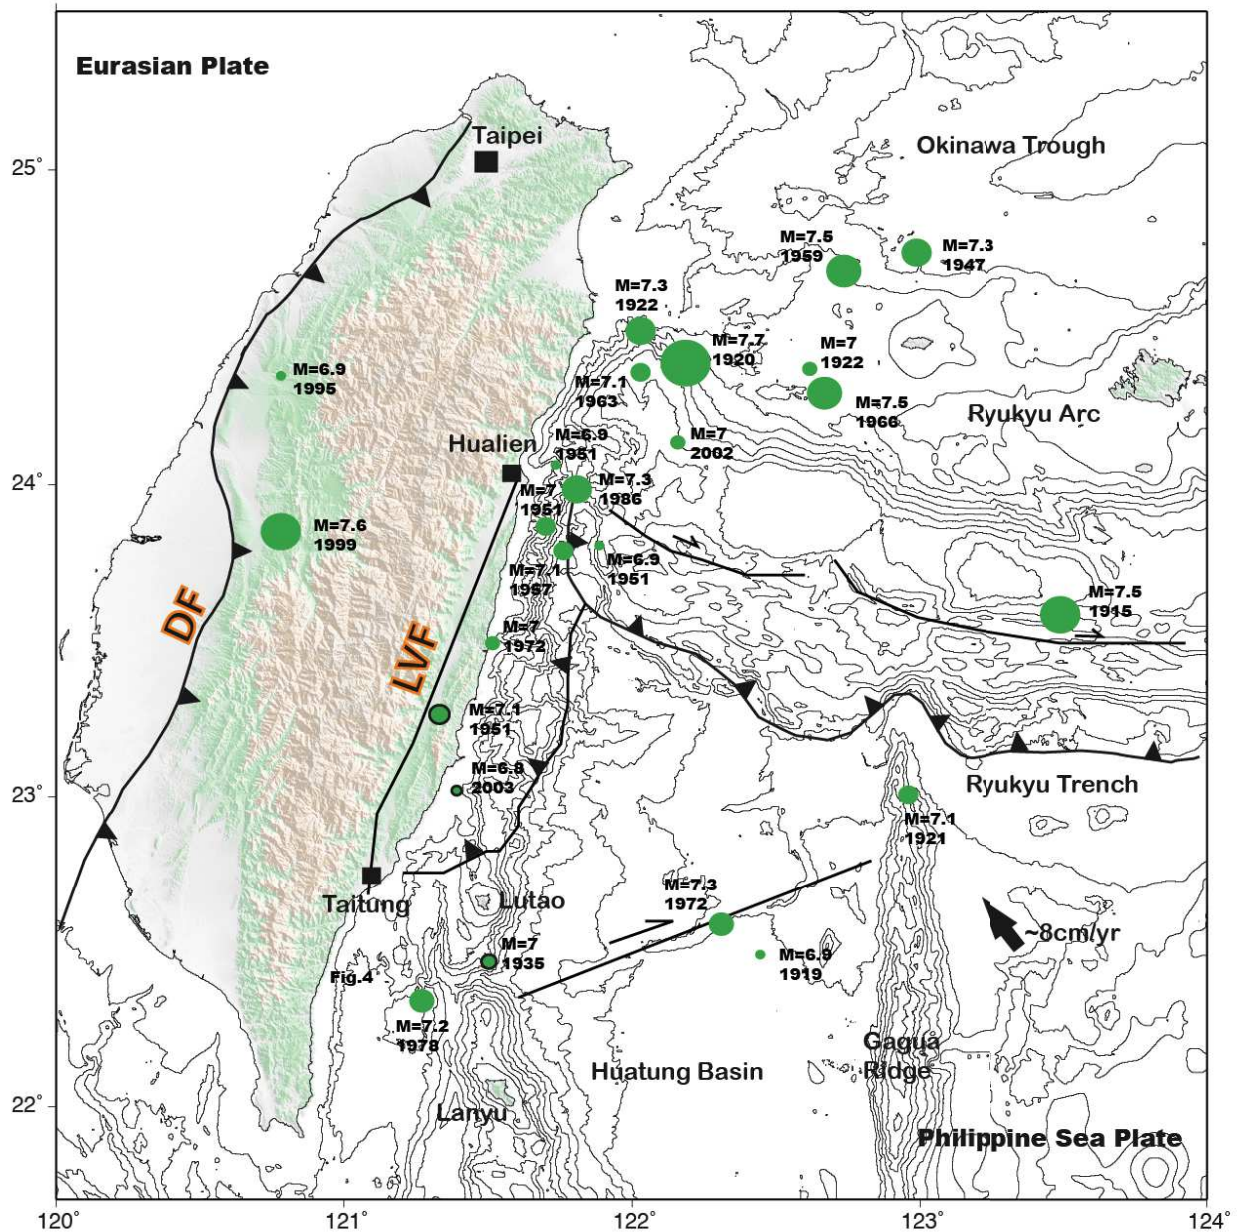 Eurasian Plate
Taipei
Okinawa Trough
25°
M=7.5
1959
M=7.3
1947
M=7.3
1922
M=7.7
1920
M=7
1922
M=6.9
1995
M=7.1
1963
M=7.5
1966
Ryukyu Arc
Hualien
M=6.9
1951
M=7
2002
24°
M=7.3
1986
M=7
1951
M=7.6
1999
M=7.1
1957
M=6.9
1951
M=7.5
1915
DF
LVF
M=7
1972
M=7.1
1951
M=6.8
2003
23°
Ryukyu Trench
M=7.1
1921
Taitung
Lutao
M=7.3
1972
~8cm/yr
M=7
1935
M=6.9
1919
Fig.4
M=7.2
1978
Gagua
Ridge
Huatung Basin
22°
Lanyu
Philippine Sea Plate
120°
121°
122°
123°
124°